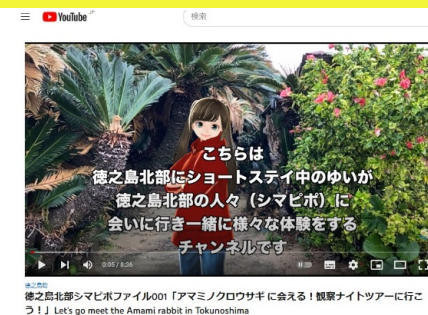 YouTube JP
検索
こちらは
徳之島北部にショートステイ中のゆいが
徳之島北部の人々（シマピポ）に
会いに行き一緒に様々な体験をする
チャンネルです
0:05 / 8:36
徳之島北部シマピポファイル001「アマミノクロウサギ に会える！観察ナイトツアーに行こ
う！」Let's go meet the Amami rabbit in Tokunoshima